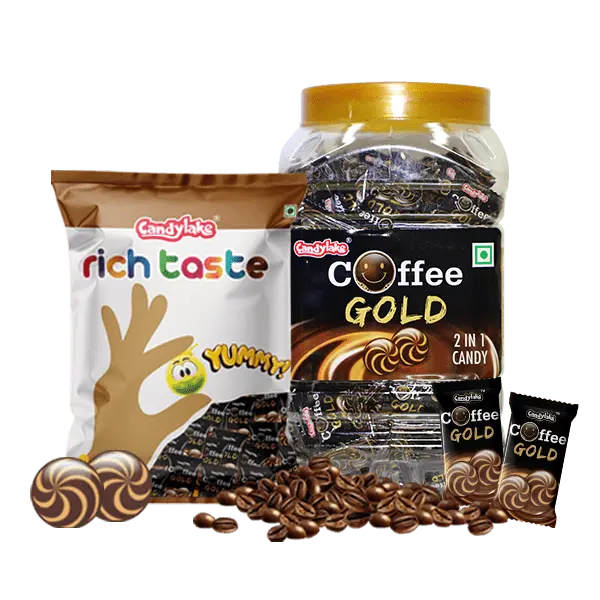 Candylake
rich taste
YUMMY!
Candylake
Coffee
GOLD
2 IN 1
CANDY
Candylake
Coffee
GOLD
Candylake
Coffee
GOLD